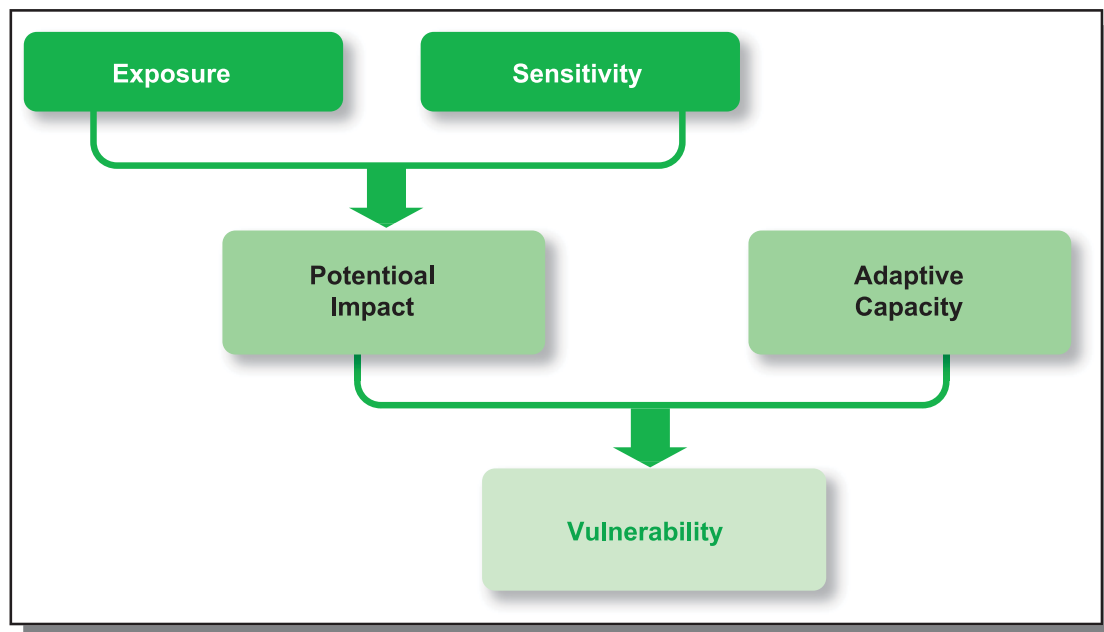 Exposure
Sensitivity
Potentioal
Impact
Adaptive
Capacity
Vulnerability